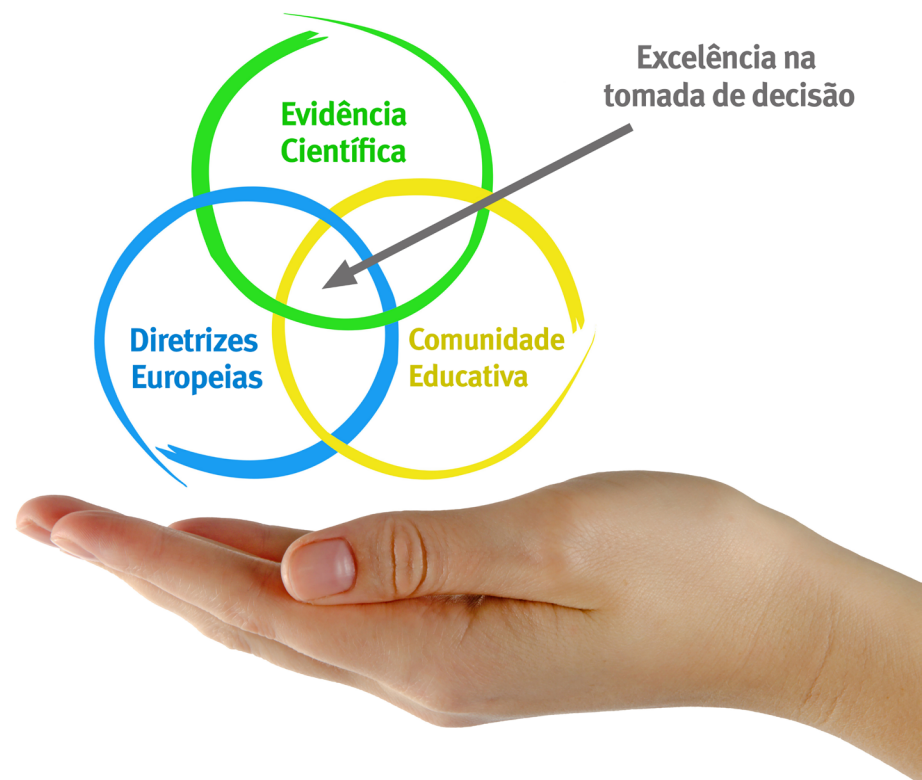 Excelência na
tomada de decisão
Evidência
Científica
Diretrizes
Europeias
Comunidade
Educativa